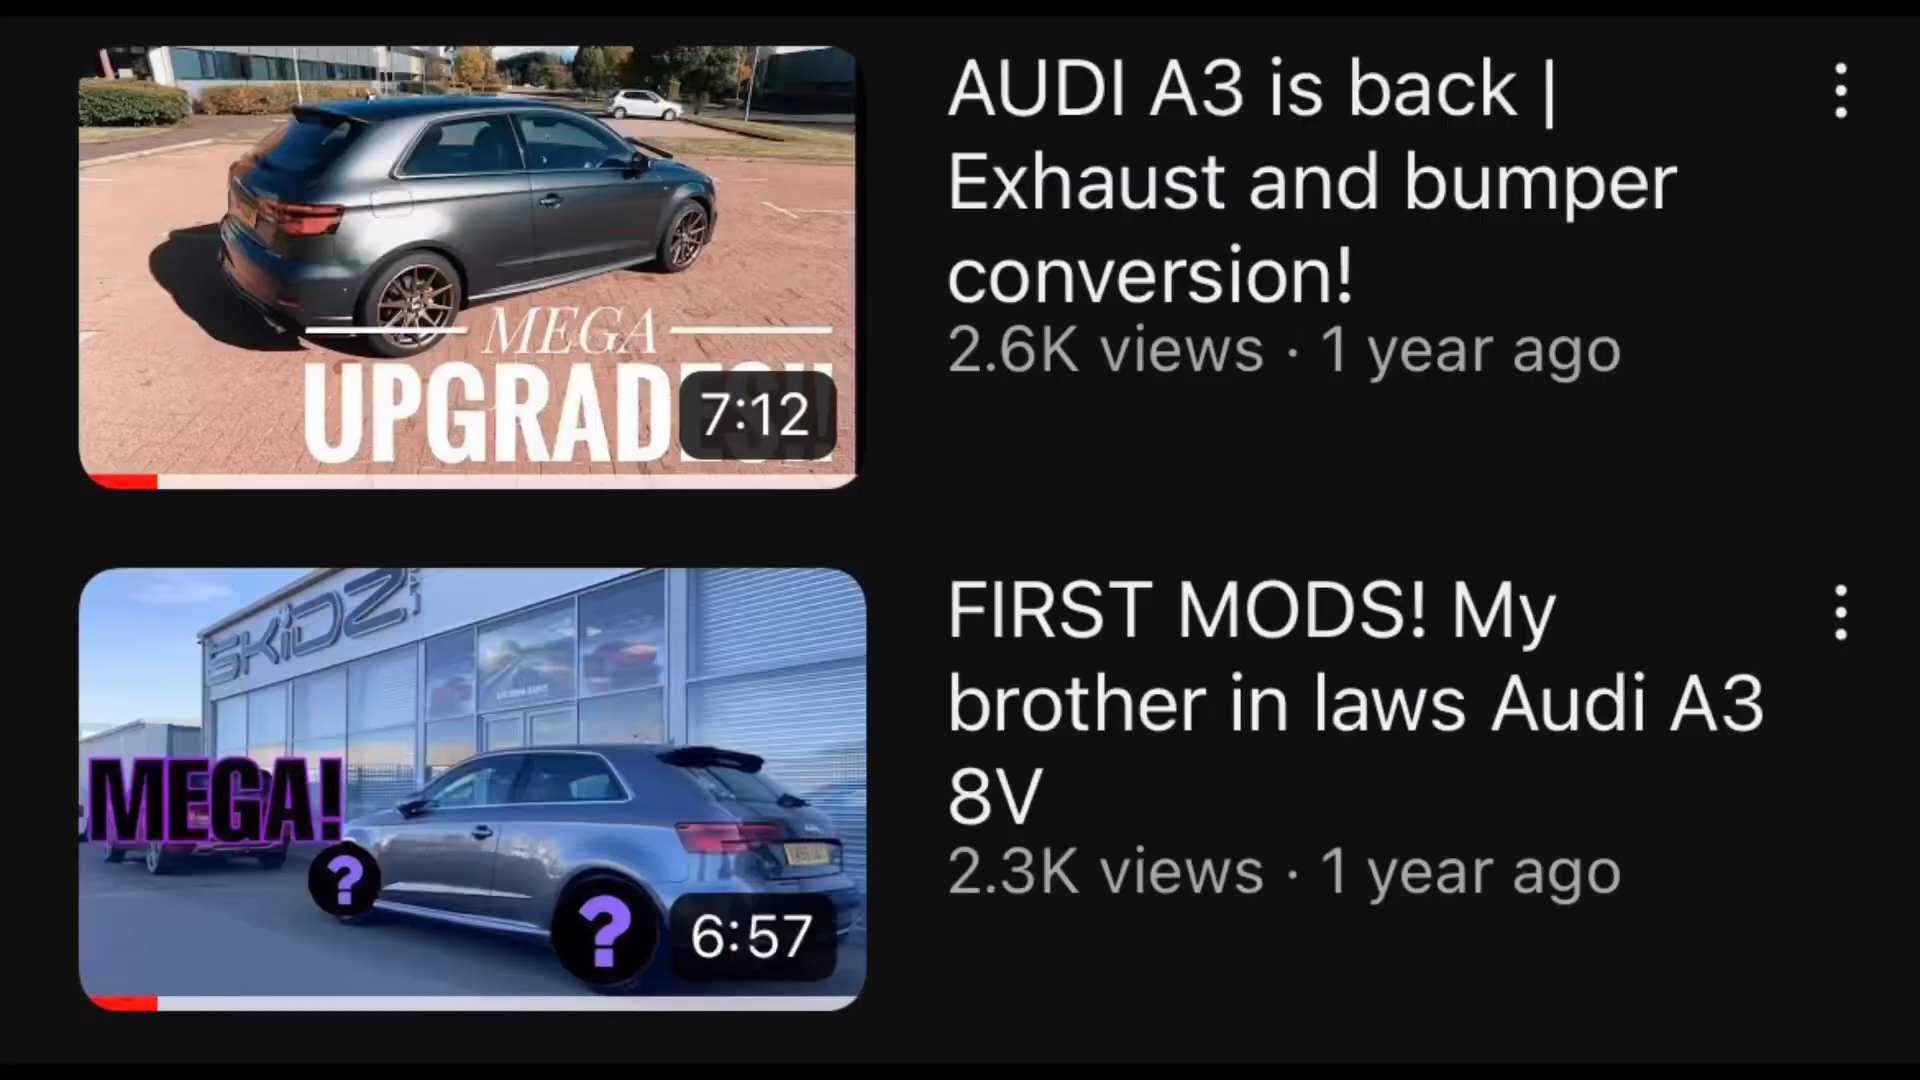 AUDI A3 is back |
Exhaust and bumper
conversion!
2.6K views · 1 year ago
MEGA
UPGRADES!!
7:12
FIRST MODS! My
brother in laws Audi A3
8V
2.3K views · 1 year ago
SKiDZ
MEGA!
?
?
6:57